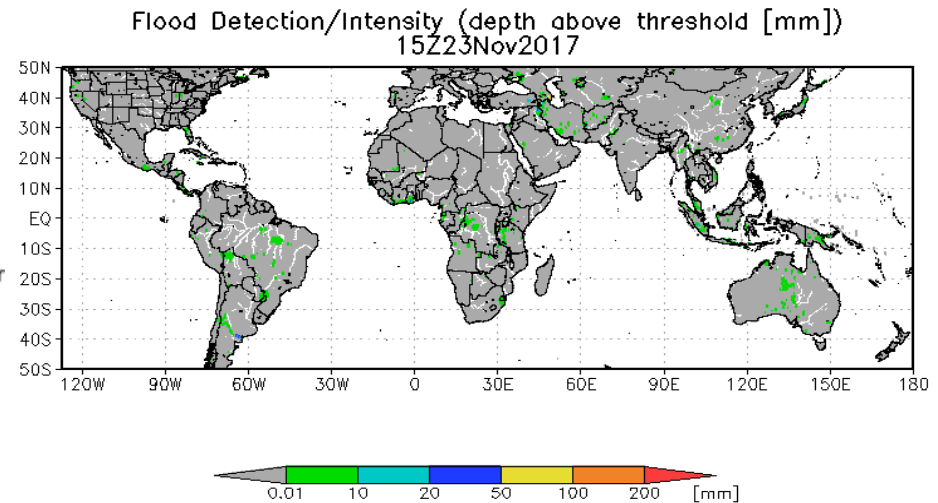 Flood Detection/Intensity (depth above threshold [mm])
15Z23Nov2017
50N
40N
30N
20N
10N
EQ
10S
20S
30S
40S
50S
120W 90W 60W 30W 0 30E 60E 90E 120E 150E 180
0.01 10 20 50 100 200 [mm]